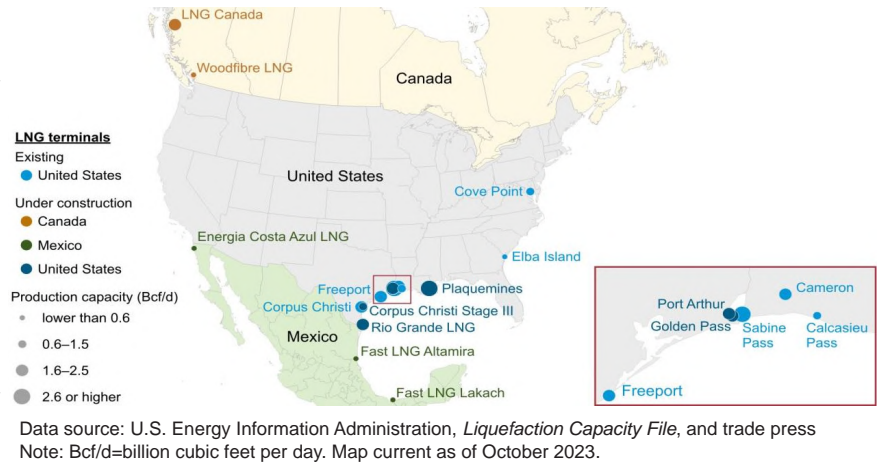 LNG Canada
Woodfibre LNG
Canada
LNG terminals
Existing
United States
Under construction
Canada
Mexico
United States
Production capacity (Bcf/d)
lower than 0.6
0.6–1.5
1.6–2.5
2.6 or higher
United States
Cove Point
Energia Costa Azul LNG
Elba Island
Freeport
Plaquemines
Corpus Christi
Corpus Christi Stage III
Rio Grande LNG
Mexico
Fast LNG Altamira
Fast LNG Lakach
Cameron
Port Arthur
Golden Pass
Sabine
Pass
Calcasieu
Pass
Freeport
Data source: U.S. Energy Information Administration, Liquefaction Capacity File, and trade press
Note: Bcf/d=billion cubic feet per day. Map current as of October 2023.